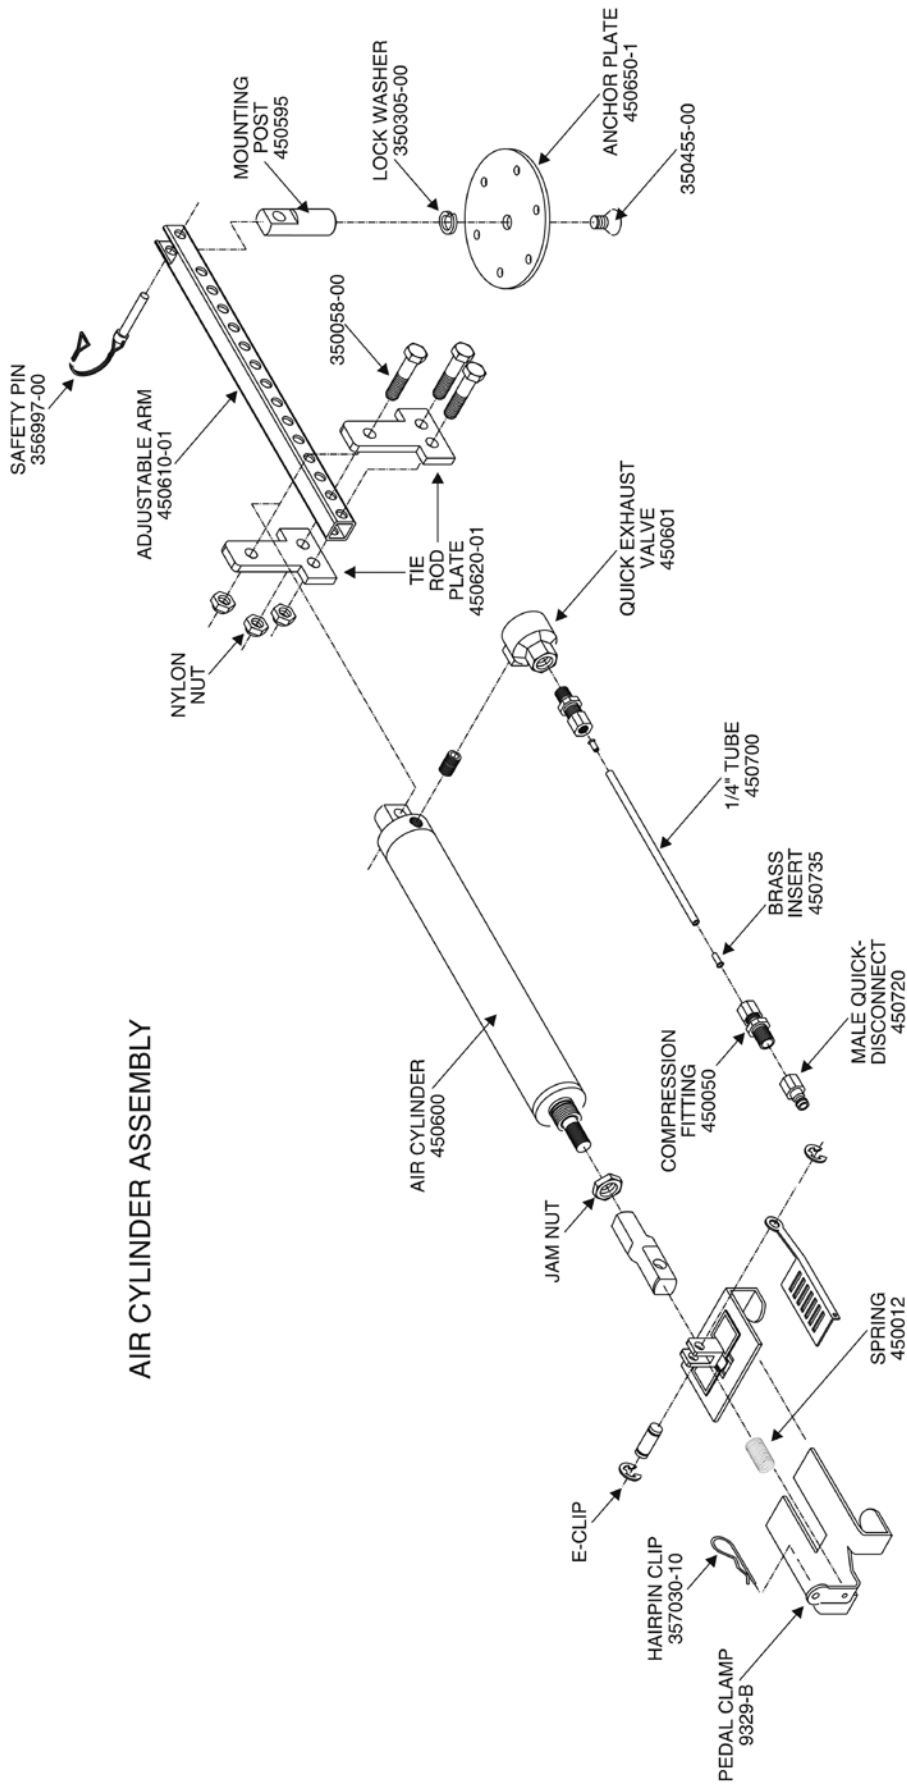 AIR CYLINDER ASSEMBLY
SAFETY PIN
356997-00
ADJUSTABLE ARM
450610-01
NYLON
NUT
MOUNTING
POST
450595
LOCK WASHER
350305-00
ANCHOR PLATE
450650-1
350455-00
350058-00
TIE
ROD
PLATE
450620-01
QUICK EXHAUST
VALVE
450601
1/4" TUBE
450700
BRASS
INSERT
450735
MALE QUICK-
DISCONNECT
450720
COMPRESSION
FITTING
450050
AIR CYLINDER
450600
JAM NUT
SPRING
450012
E-CLIP
HAIRPIN CLIP
357030-10
PEDAL CLAMP
9329-B